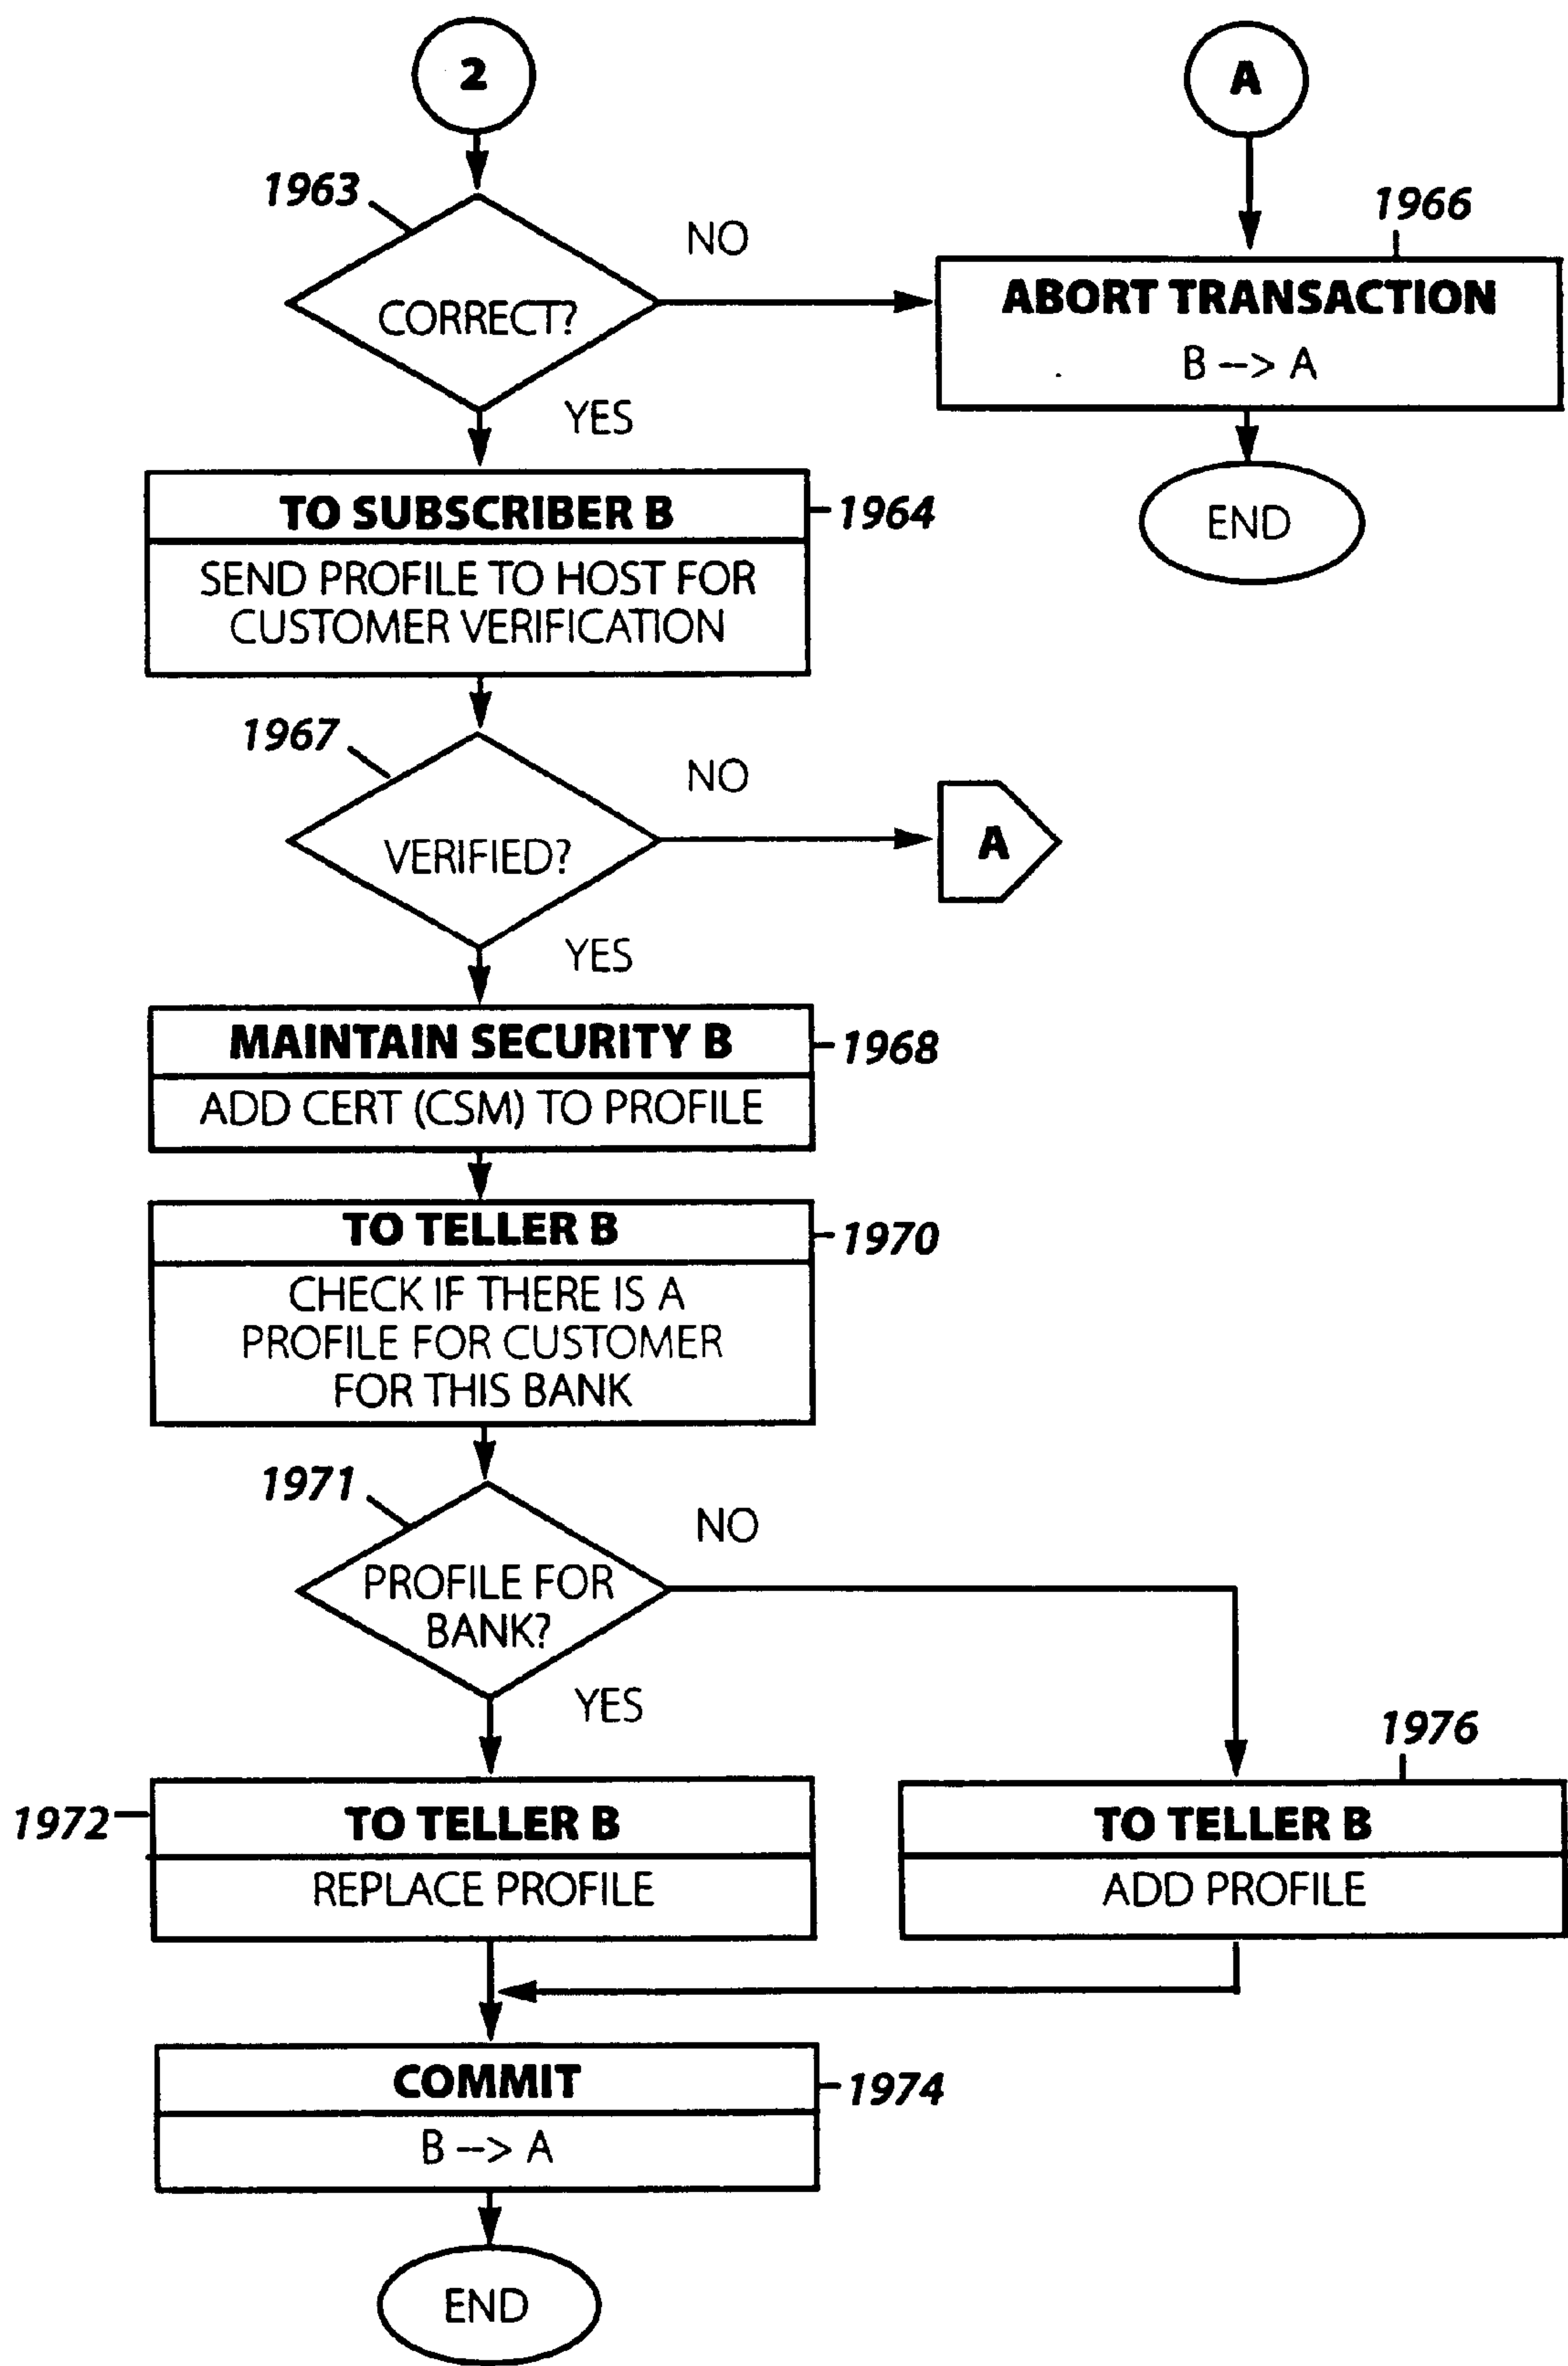 2
A
1963
NO
1966
CORRECT?
ABORT TRANSACTION
B --> A
YES
END
TO SUBSCRIBER B
1964
SEND PROFILE TO HOST FOR
CUSTOMER VERIFICATION
1967
NO
VERIFIED?
A
YES
MAINTAIN SECURITY B
1968
ADD CERT (CSM) TO PROFILE
TO TELLER B
1970
CHECK IF THERE IS A
PROFILE FOR CUSTOMER
FOR THIS BANK
1971
NO
PROFILE FOR
BANK?
YES
1976
1972
TO TELLER B
REPLACE PROFILE
TO TELLER B
ADD PROFILE
COMMIT
1974
B --> A
END